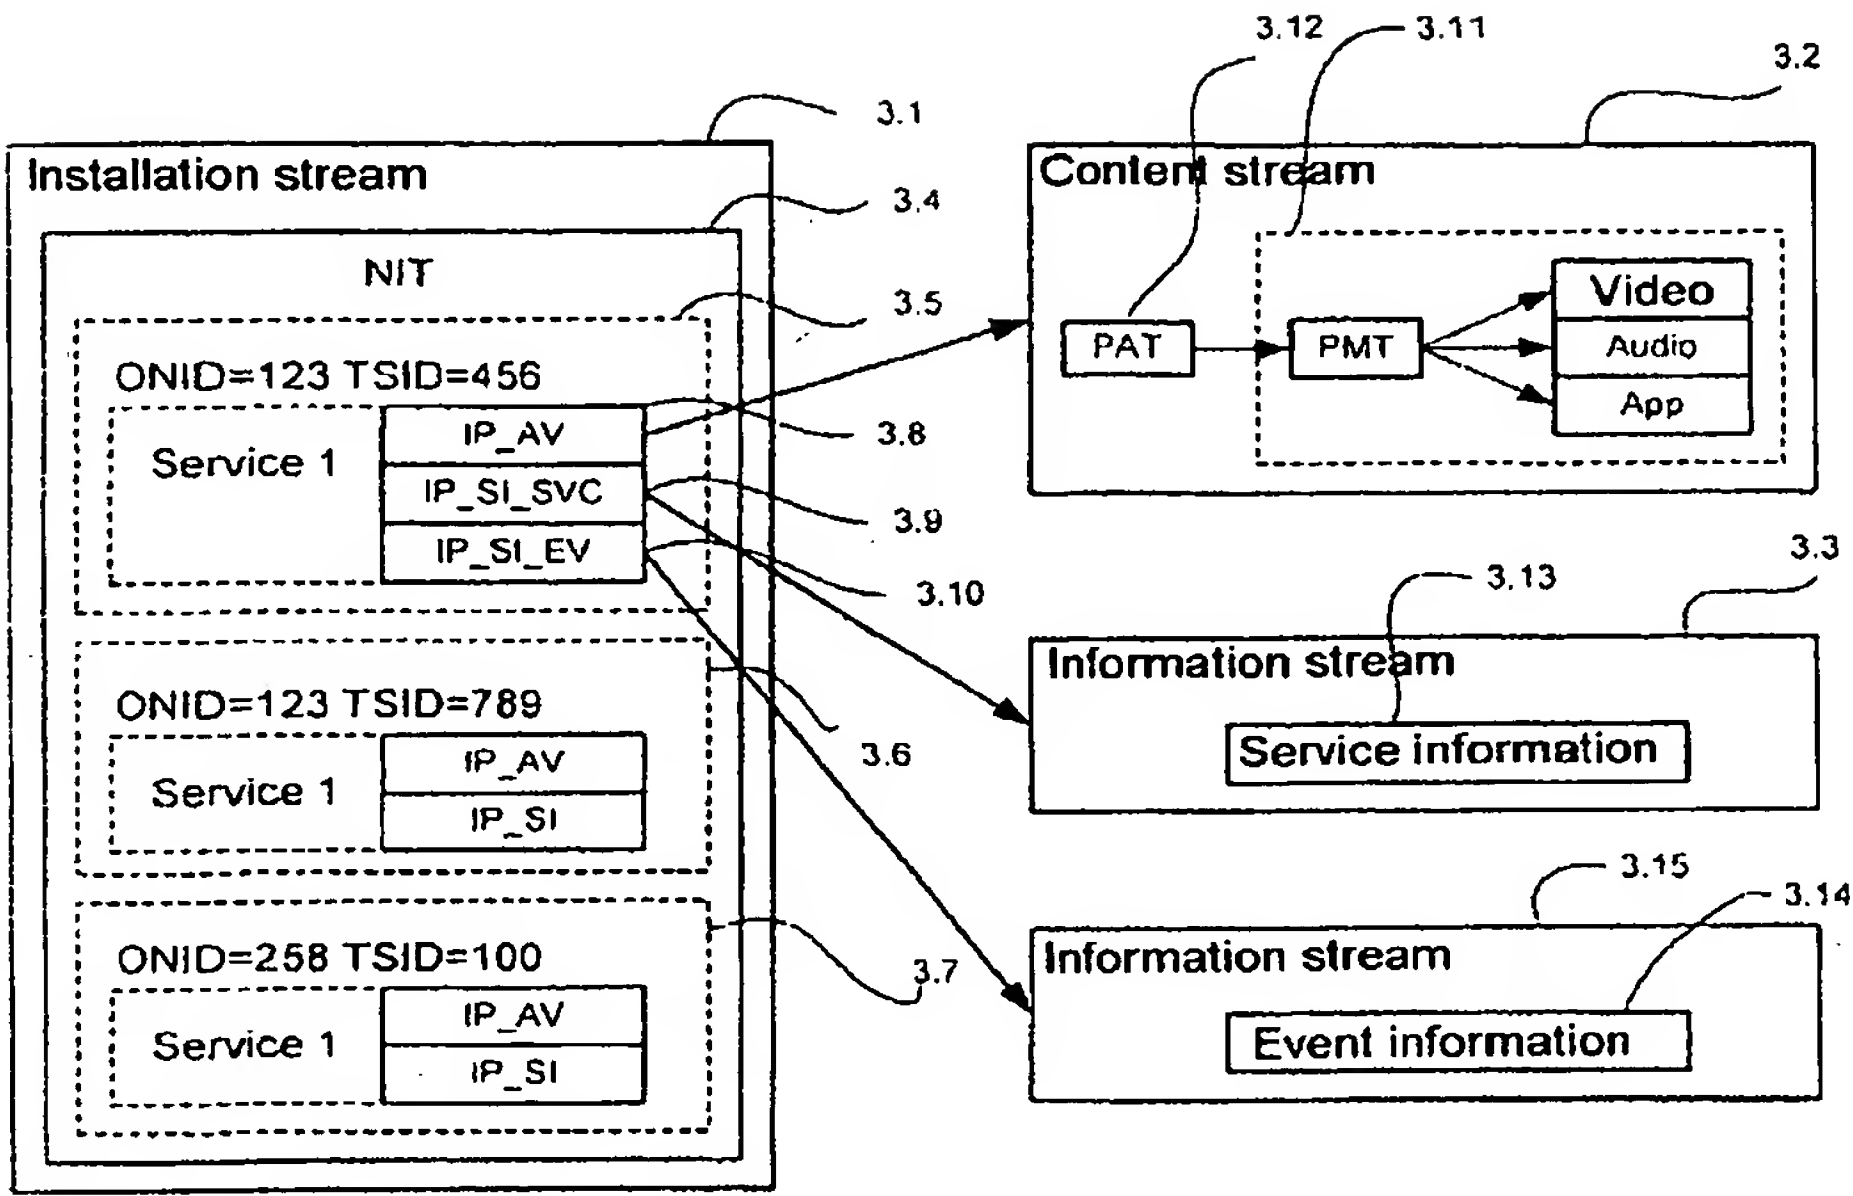 3.12
3.11
3.2
3.1
Installation stream
Content stream
3.4
NIT
3.5
Video
PAT
PMT
Audio
App
ONID=123 TSID=456
Service 1
IP_AV
3.8
IP_SI_SVC
3.9
IP_SI_EV
3.10
3.3
3.13
Information stream
Service information
ONID=123 TSID=789
Service 1
IP_AV
3.6
IP_SI
3.15
3.14
Information stream
Event information
ONID=258 TSID=100
3.7
Service 1
IP_AV
IP_SI